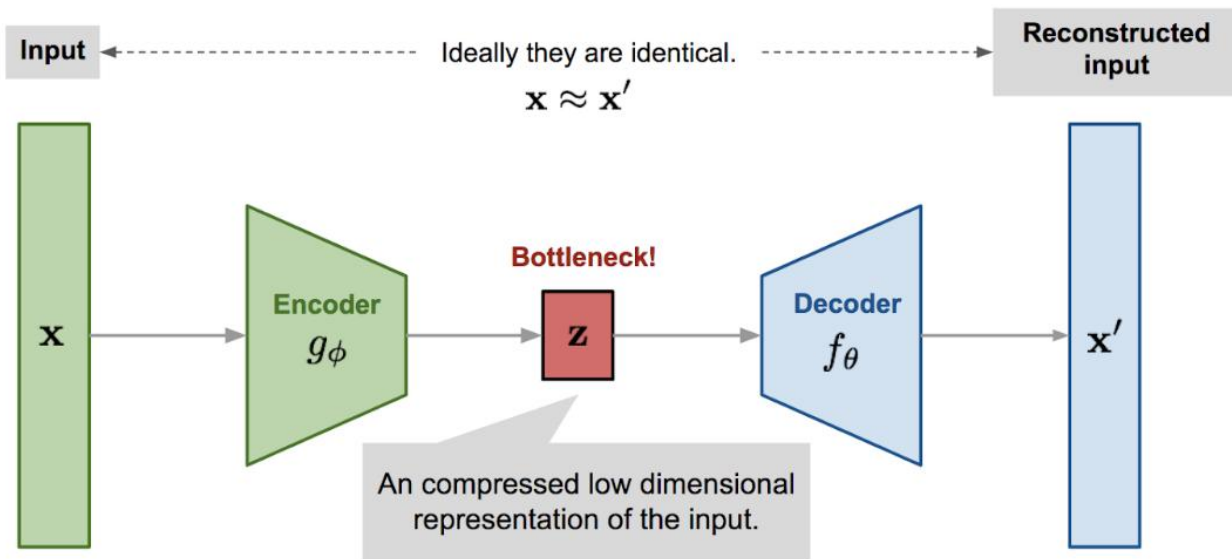 Input
Ideally they are identical.
x ≈ x′
Reconstructed
input
Bottleneck!
x
Encoder
gϕ
z
Decoder
fθ
x′
An compressed low dimensional
representation of the input.